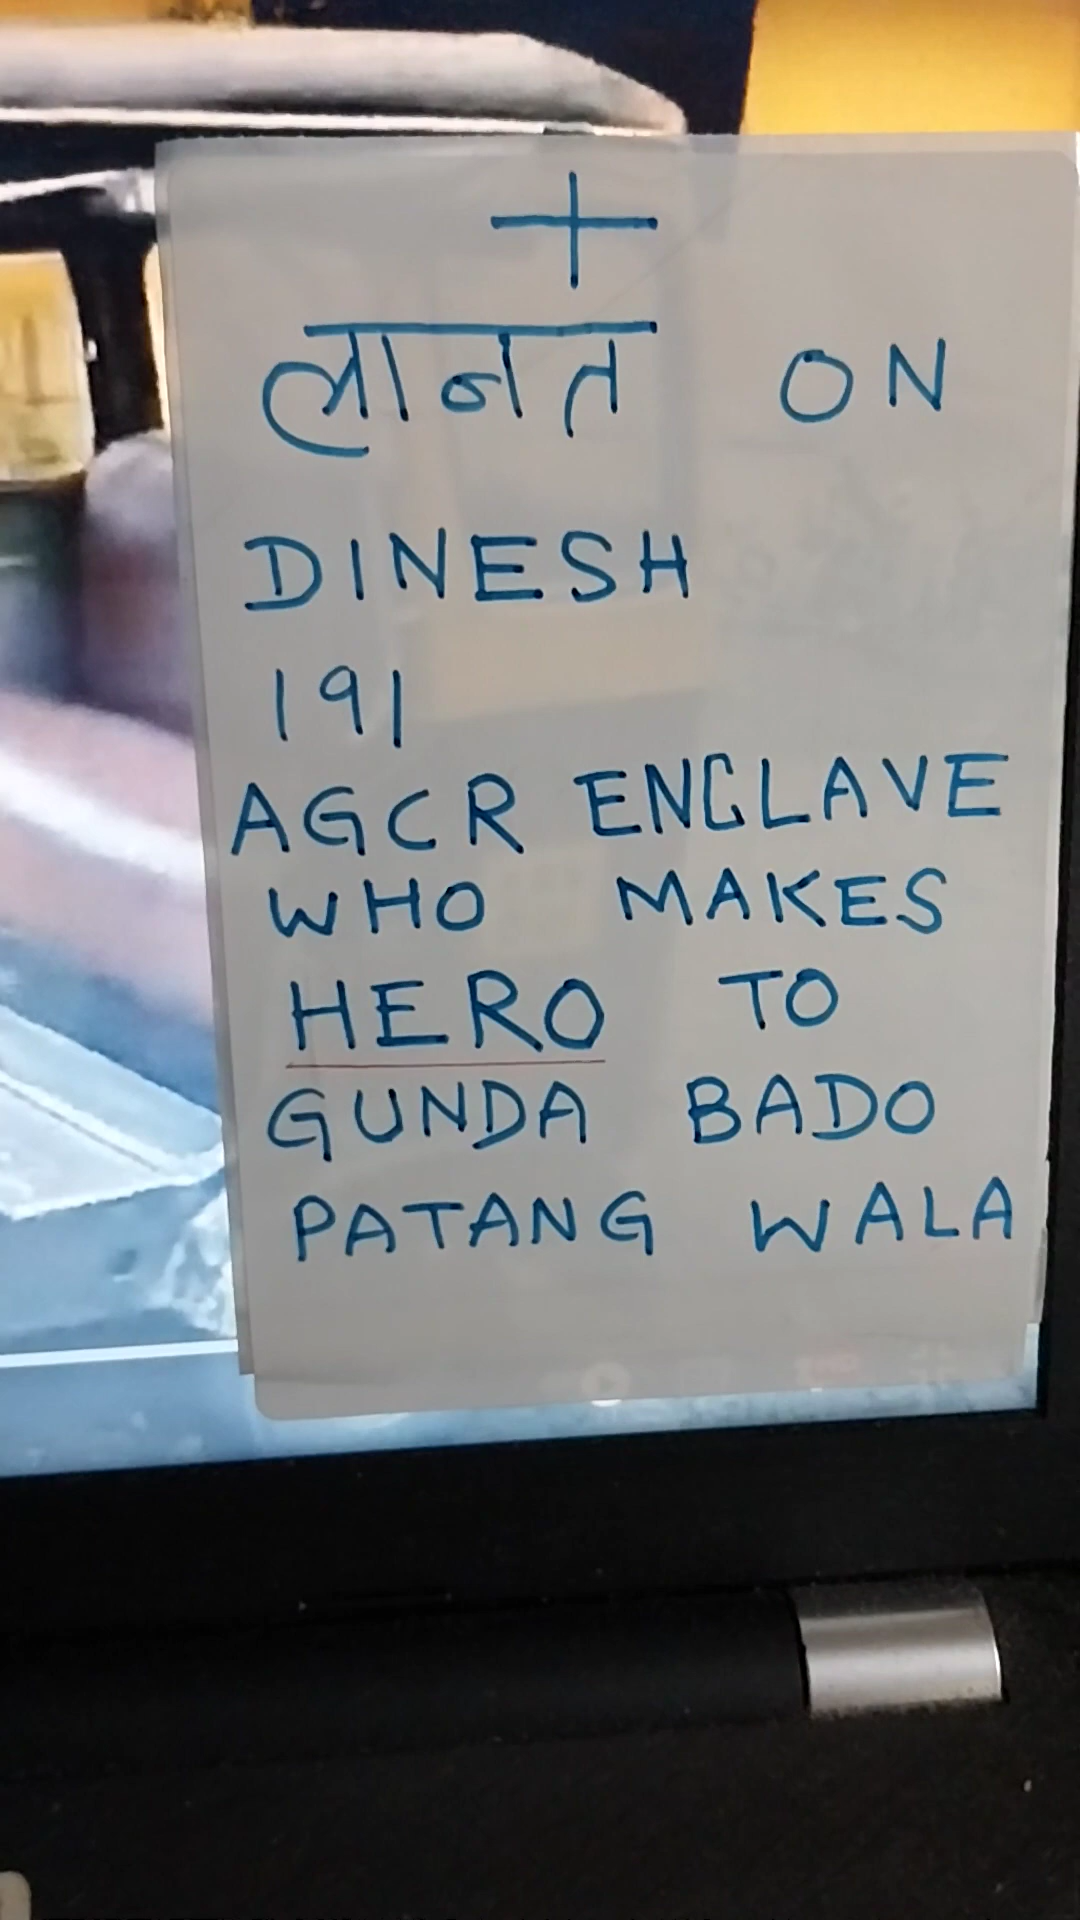 +
लानत ON
DINESH
191
AGCR ENCLAVE
WHO MAKES
HERO TO
GUNDA BADO
PATANG WALA